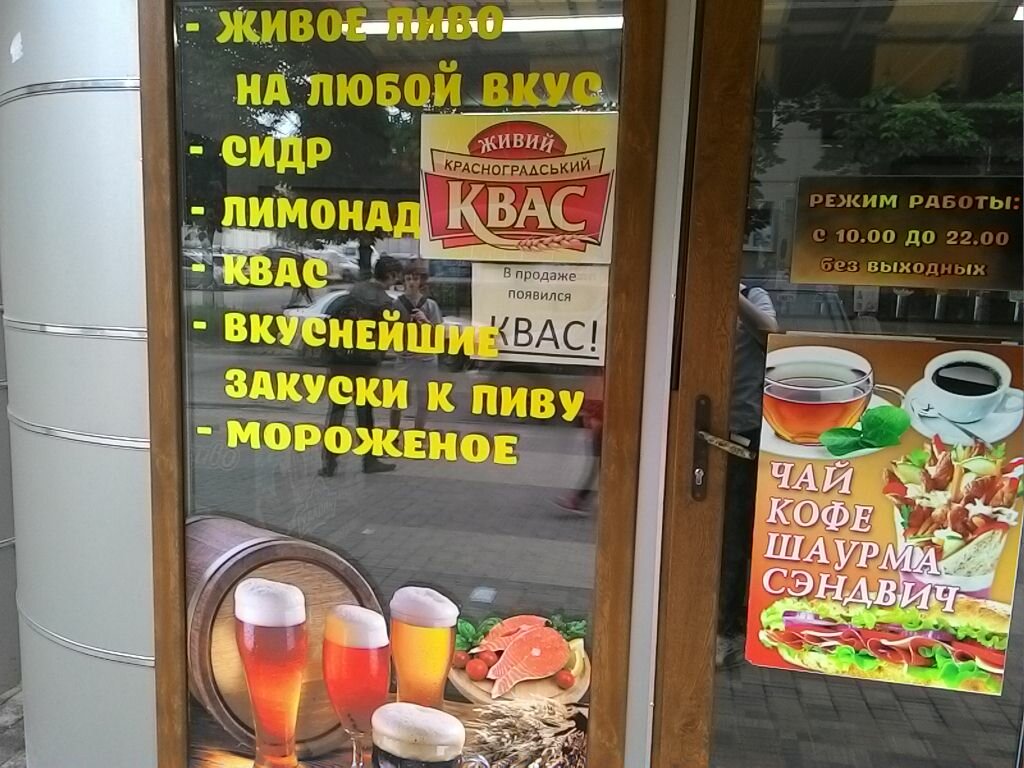 - ЖИВОЕ ПИВО
НА ЛЮБОЙ ВКУС
- СИДР
- ЛИМОНАД
- КВАС
- ВКУСНЕЙШИЕ
ЗАКУСКИ К ПИВУ
- МОРОЖЕНОЕ
ЖИВИЙ
КРАСНОГРАДСЬКИЙ
КВАС
В продаже
появился
КВАС!
РЕЖИМ РАБОТЫ:
С 10.00 ДО 22.00
без выходных
ЧАЙ
КОФЕ
ШАУРМА
СЭНДВИЧ